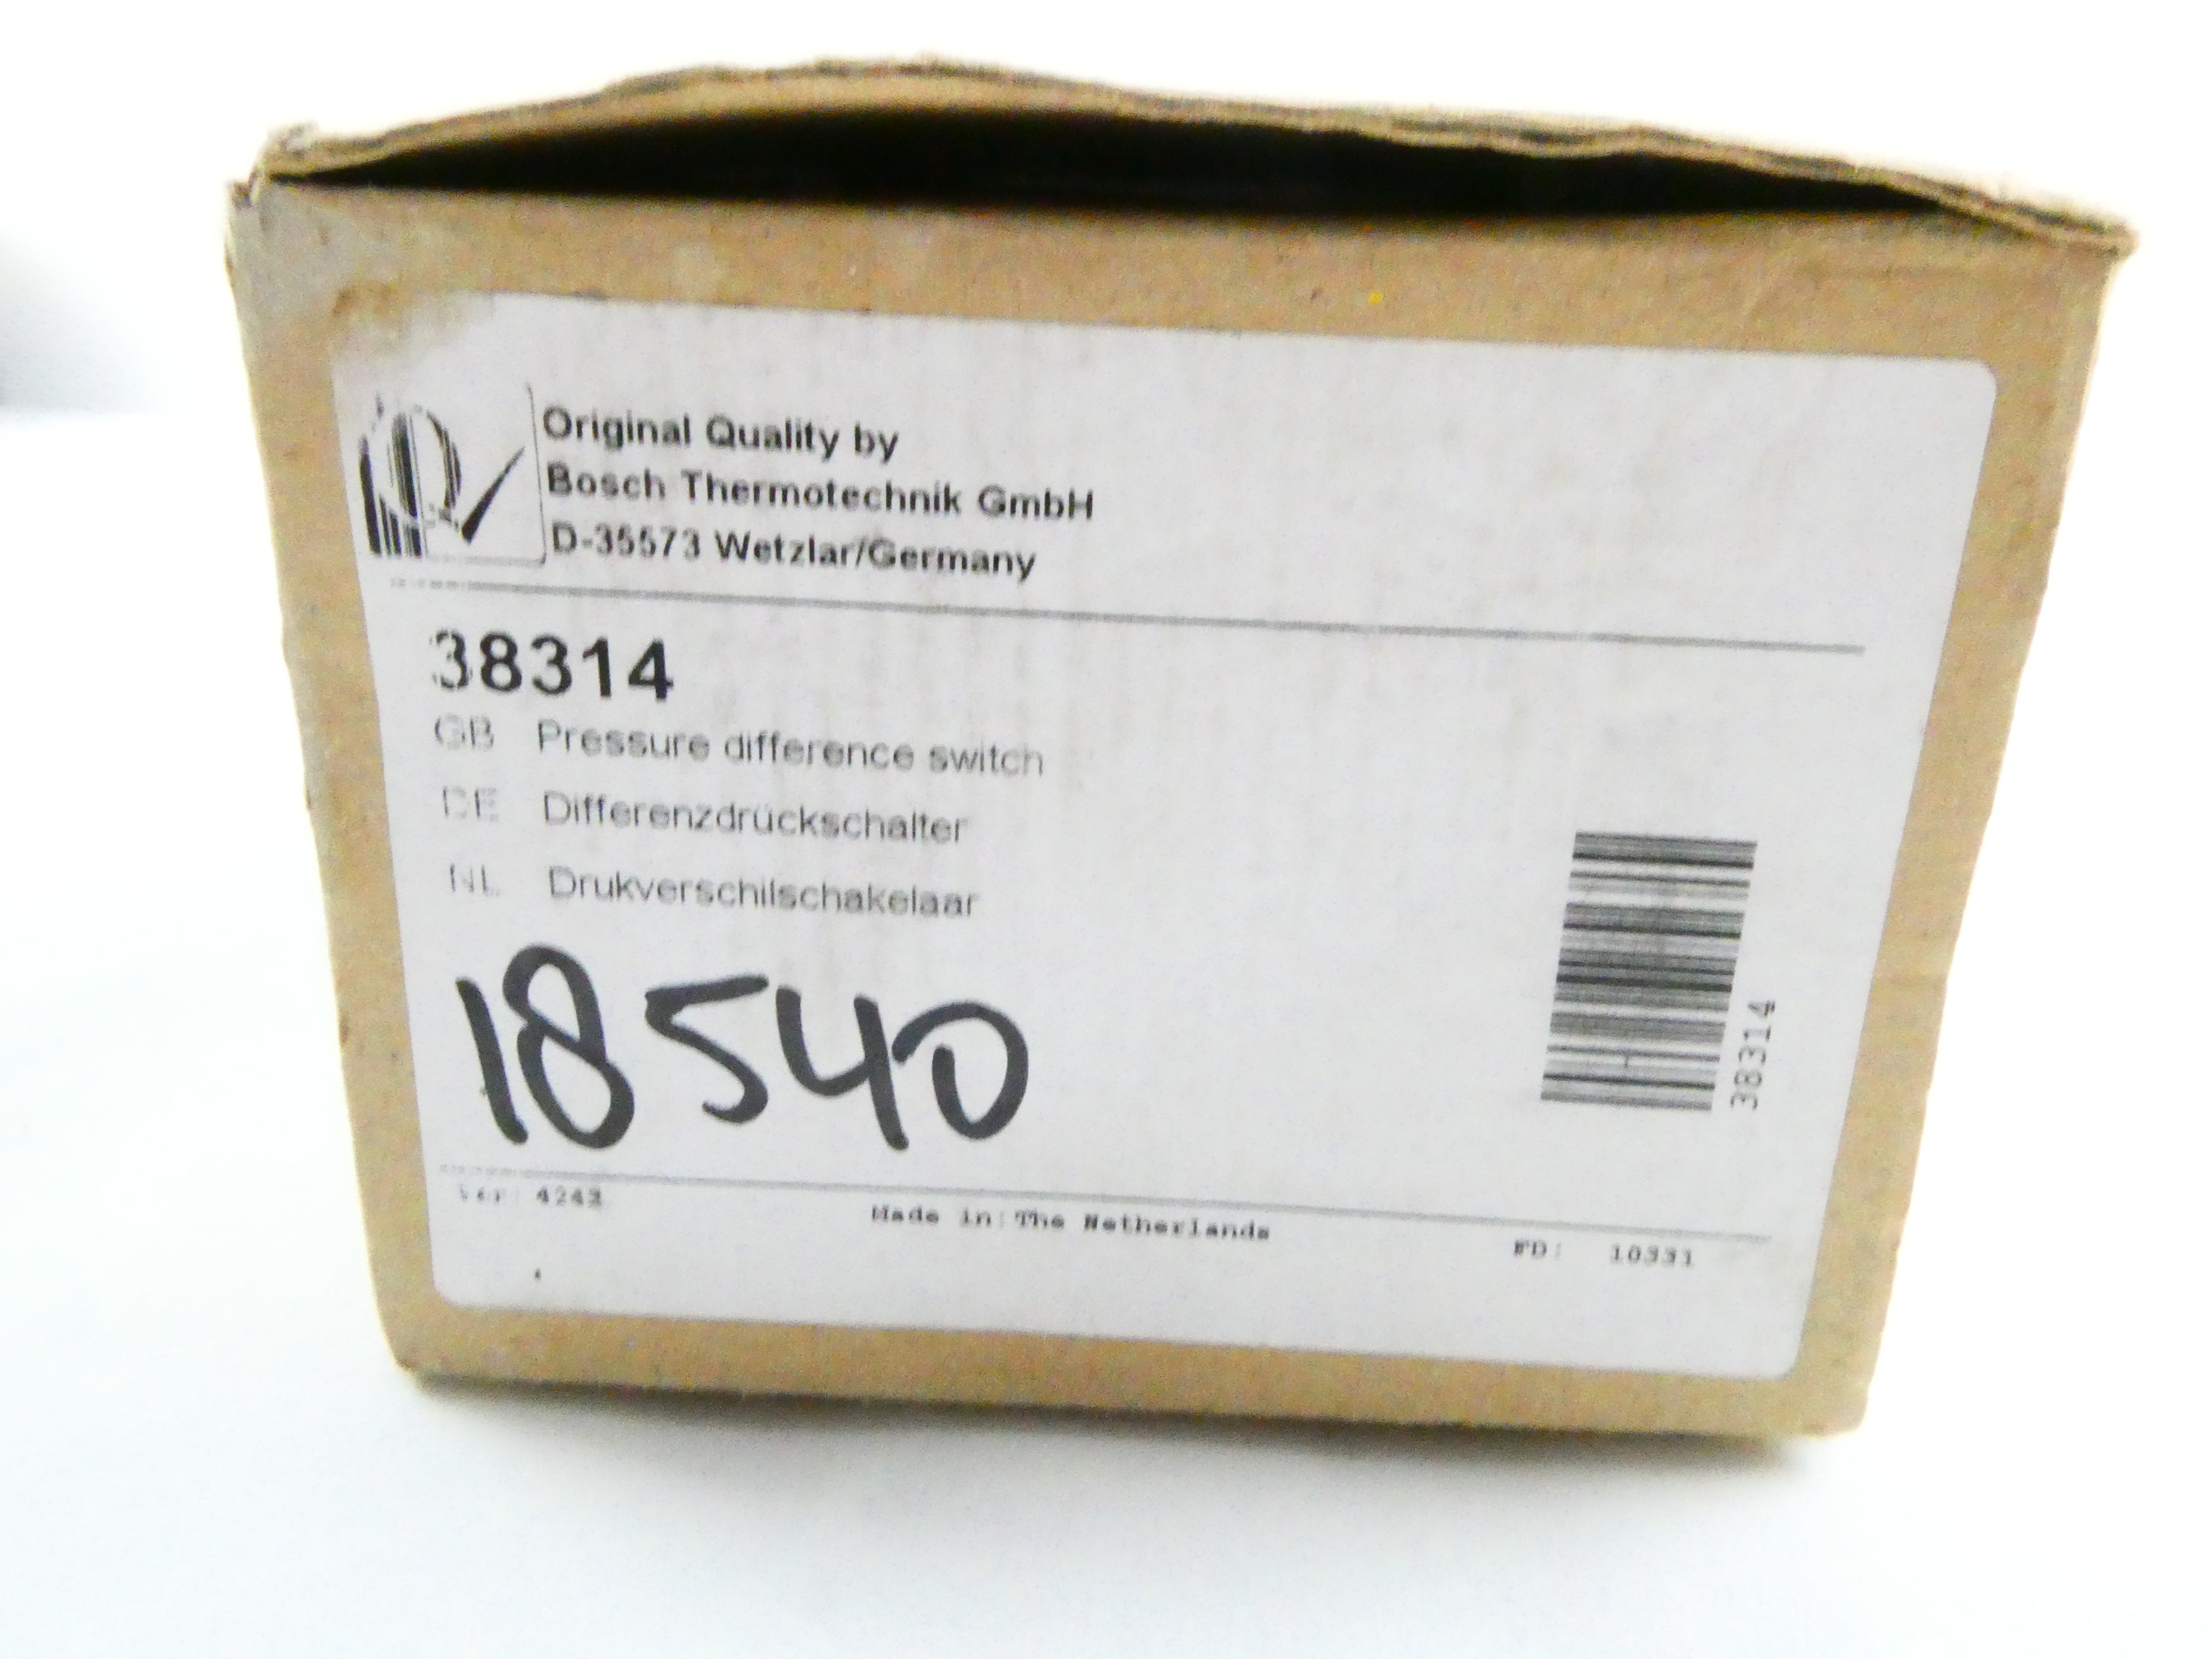 Original Quality by
Bosch Thermotechnik GmbH
D-35573 Wetzlar/Germany
38314
GB Pressure difference switch
DE Differenzdrückschalter
NL Drukverschilschakelaar
18540
38314
Ver: 4243
Made in: The Netherlands
FD: 10331